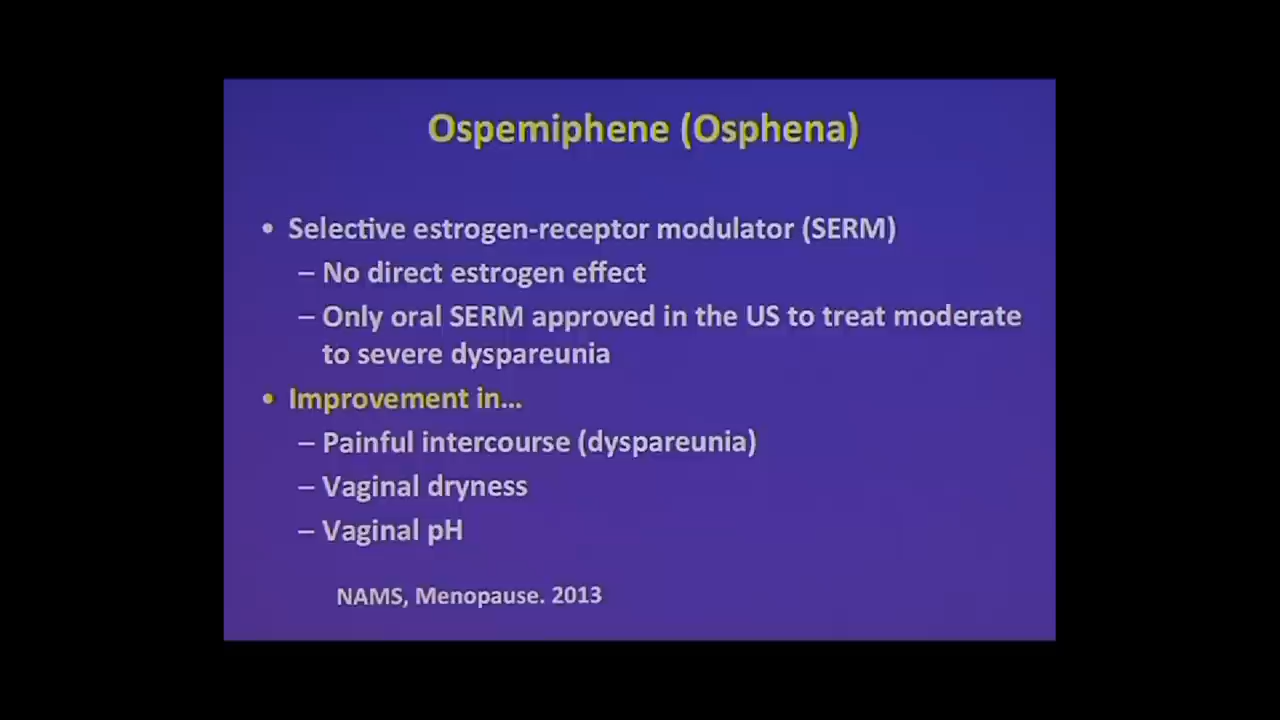 Ospemiphene (Osphena)
• Selective estrogen-receptor modulator (SERM)
– No direct estrogen effect
– Only oral SERM approved in the US to treat moderate
to severe dyspareunia
• Improvement in...
– Painful intercourse (dyspareunia)
– Vaginal dryness
– Vaginal pH
NAMS, Menopause. 2013